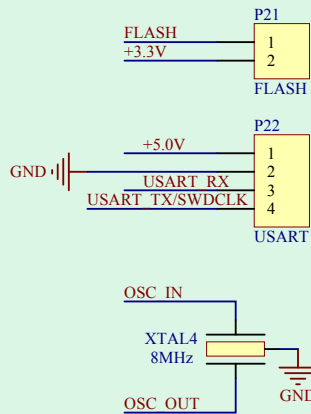 P21
FLASH 1
+3.3V 2
FLASH
P22
+5.0V 1
GND 2
USART_RX 3
USART_TX/SWDCLK 4
USART
OSC_IN
XTAL4
8MHz
GND
OSC_OUT